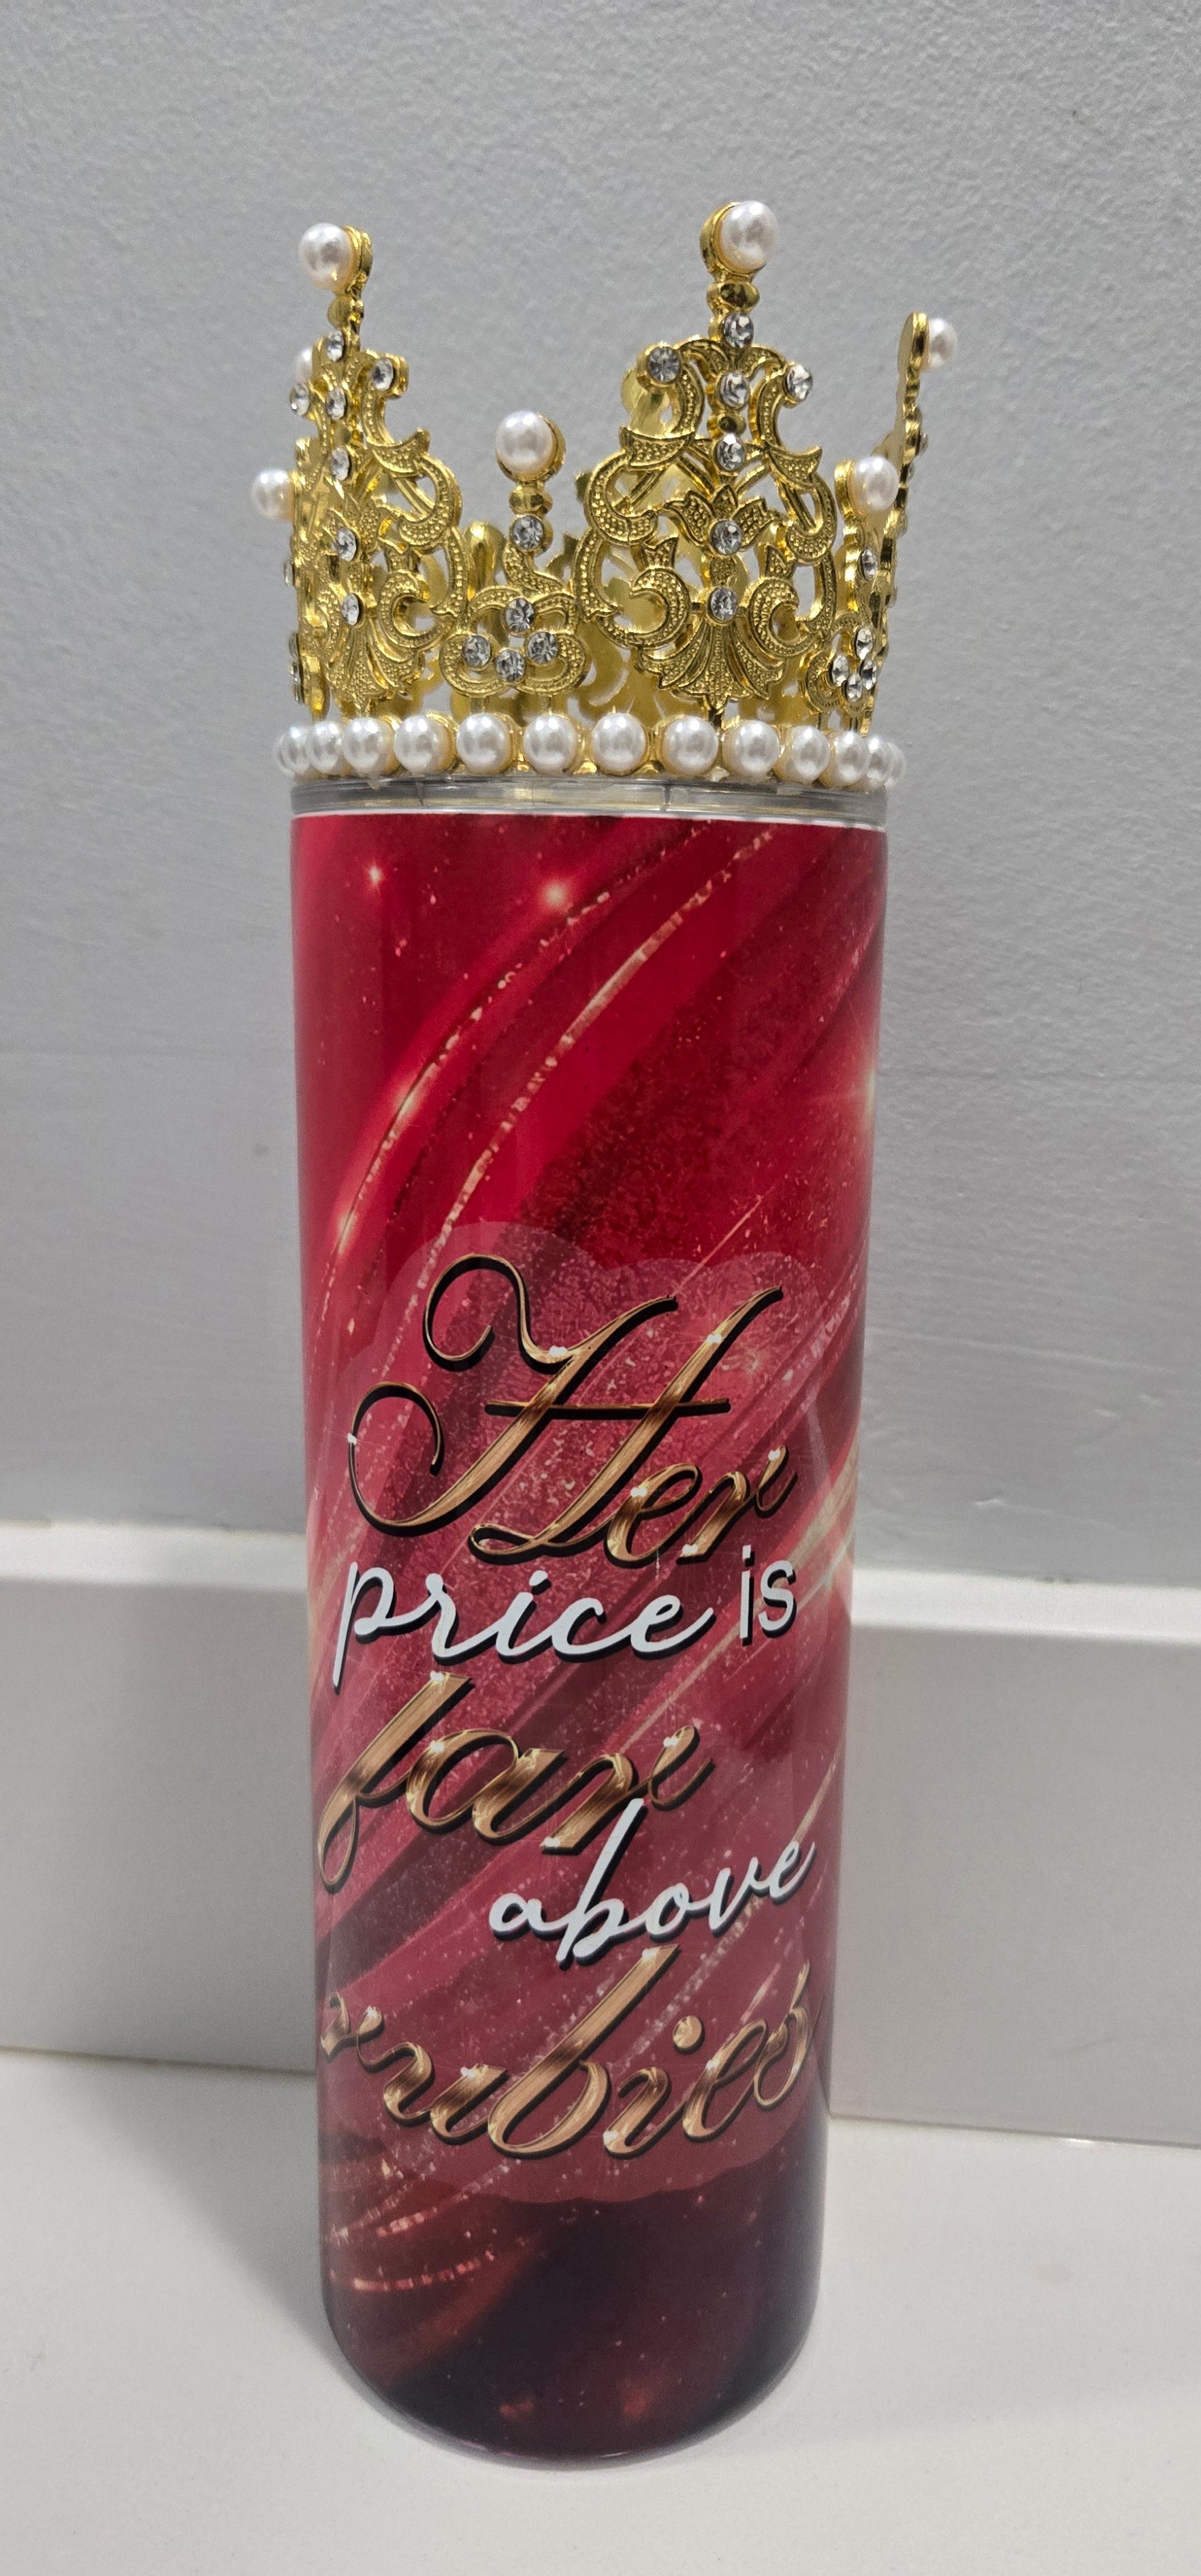 Her
price is
far
above
rubies